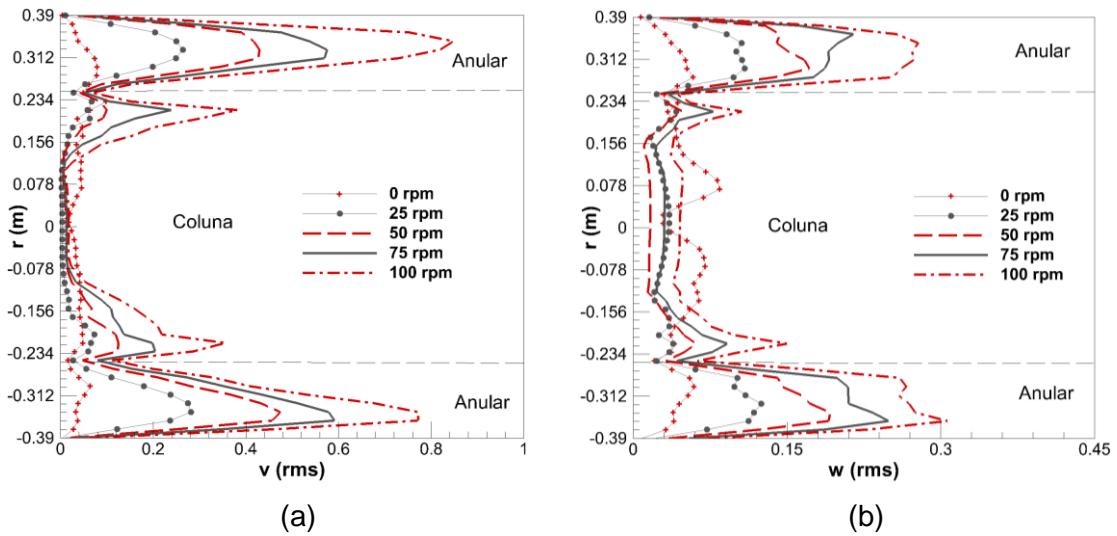 0.39
0.312
0.234
0.156
0.078
0
-0.078
-0.156
-0.234
-0.312
-0.39
r (m)
0
0.2
0.4
0.6
0.8
1
v (rms)
Anular
Coluna
Anular
0 rpm
25 rpm
50 rpm
75 rpm
100 rpm
(a)
0.39
0.312
0.234
0.156
0.078
0
-0.078
-0.156
-0.234
-0.312
-0.39
r (m)
0
0.15
0.3
0.45
w (rms)
Anular
Coluna
Anular
0 rpm
25 rpm
50 rpm
75 rpm
100 rpm
(b)